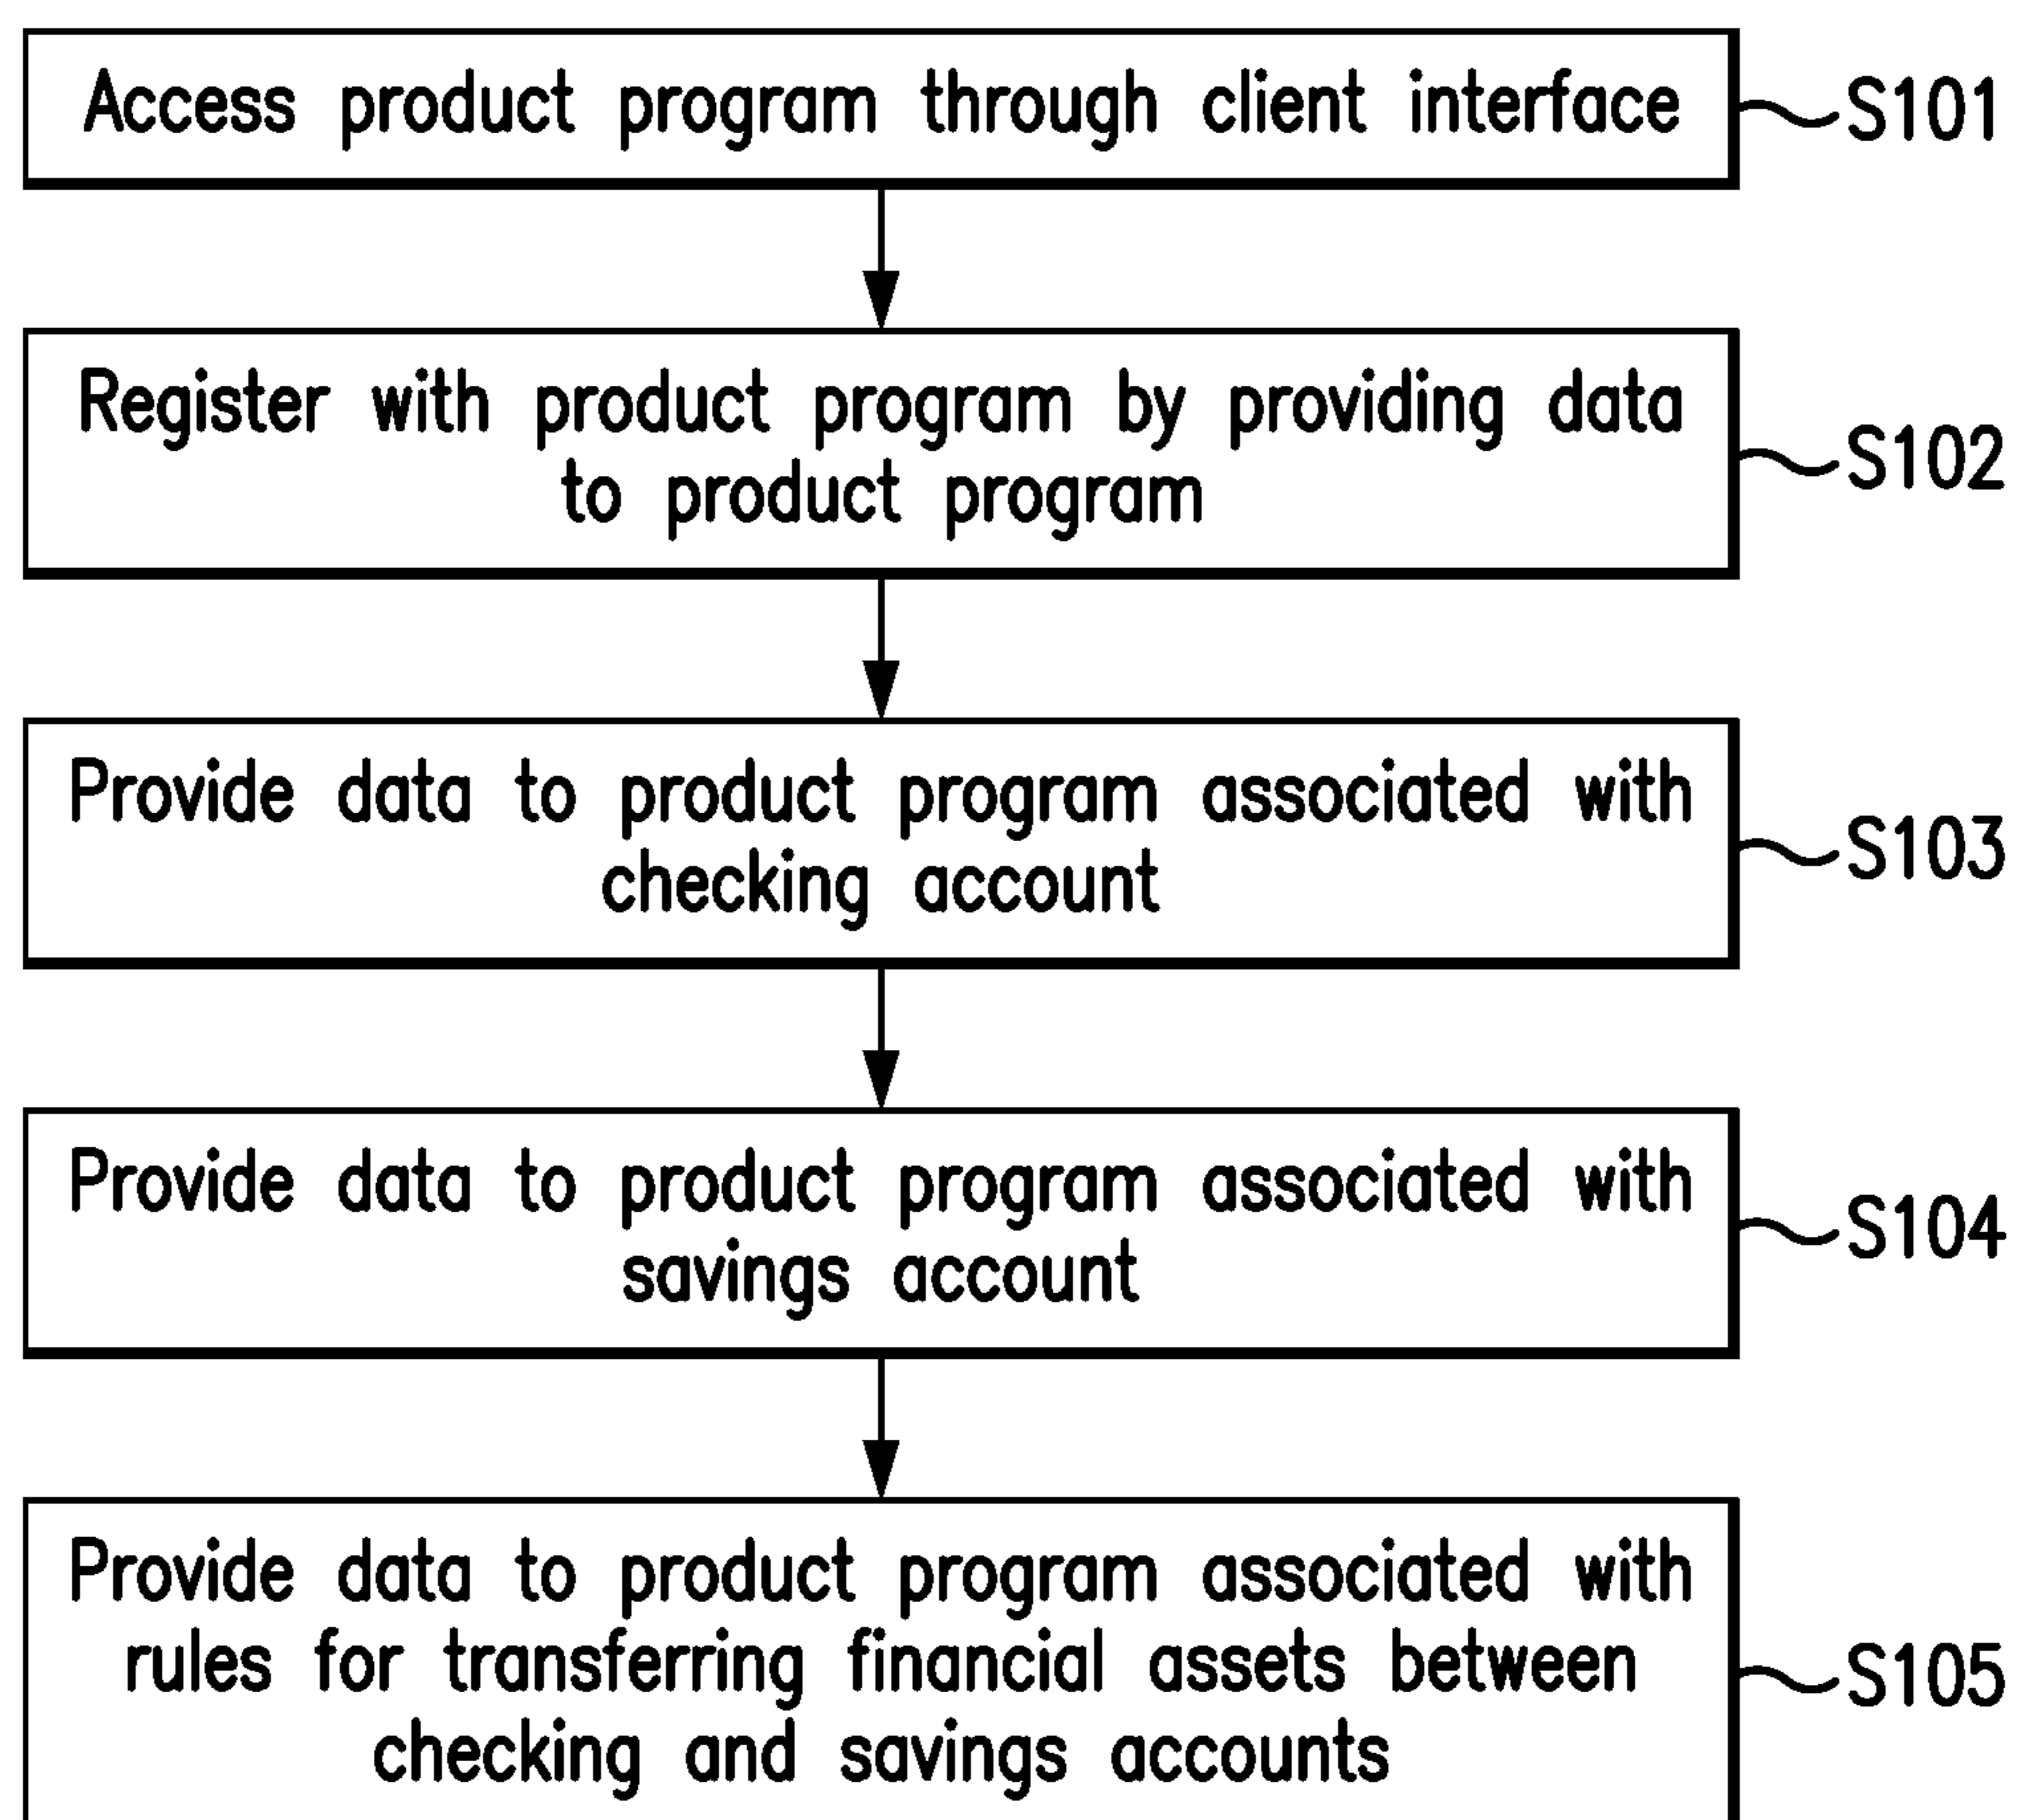 Access product program through client interface
S101
Register with product program by providing data
to product program
S102
Provide data to product program associated with
checking account
S103
Provide data to product program associated with
savings account
S104
Provide data to product program associated with
rules for transferring financial assets between
checking and savings accounts
S105